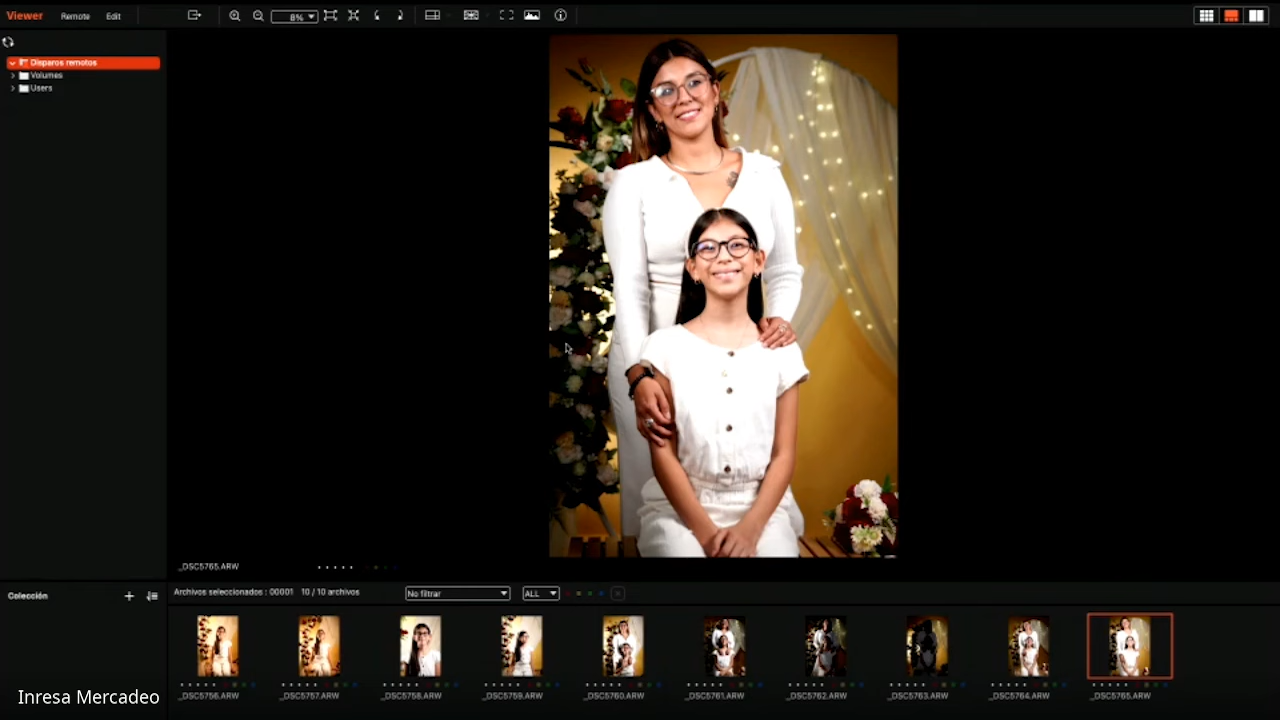 Viewer Remote Edit 8%
Disparos remotos
Volumes
Users
_DSC5765.ARW
Colección
Archivos seleccionados : 00001 10 / 10 archivos No filtrar ALL
_DSC5756.ARW _DSC5757.ARW _DSC5758.ARW _DSC5759.ARW _DSC5760.ARW _DSC5761.ARW _DSC5762.ARW _DSC5763.ARW _DSC5764.ARW _DSC5765.ARW
Inresa Mercadeo